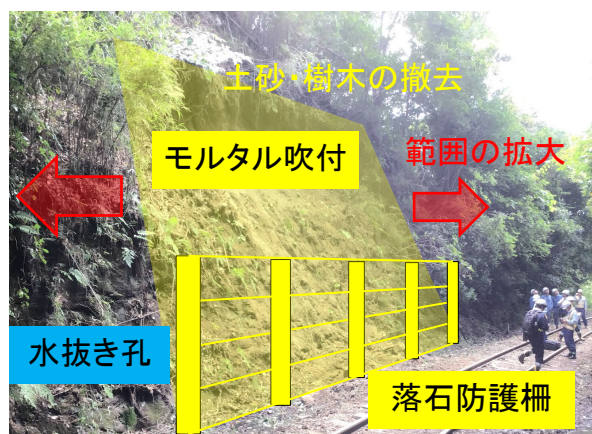 土砂・樹木の撤去
モルタル吹付
範囲の拡大
水抜き孔
落石防護柵